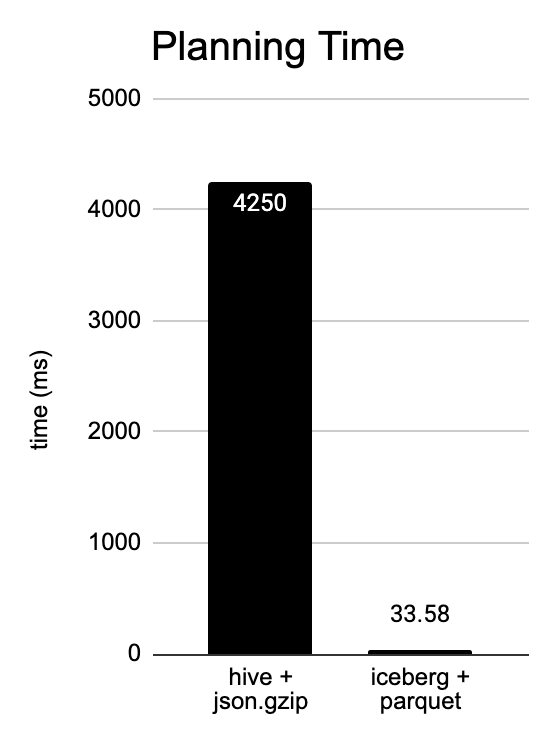 Planning Time
5000
4000
3000
2000
1000
0
time (ms)
4250
33.58
hive +
json.gzip
iceberg +
parquet